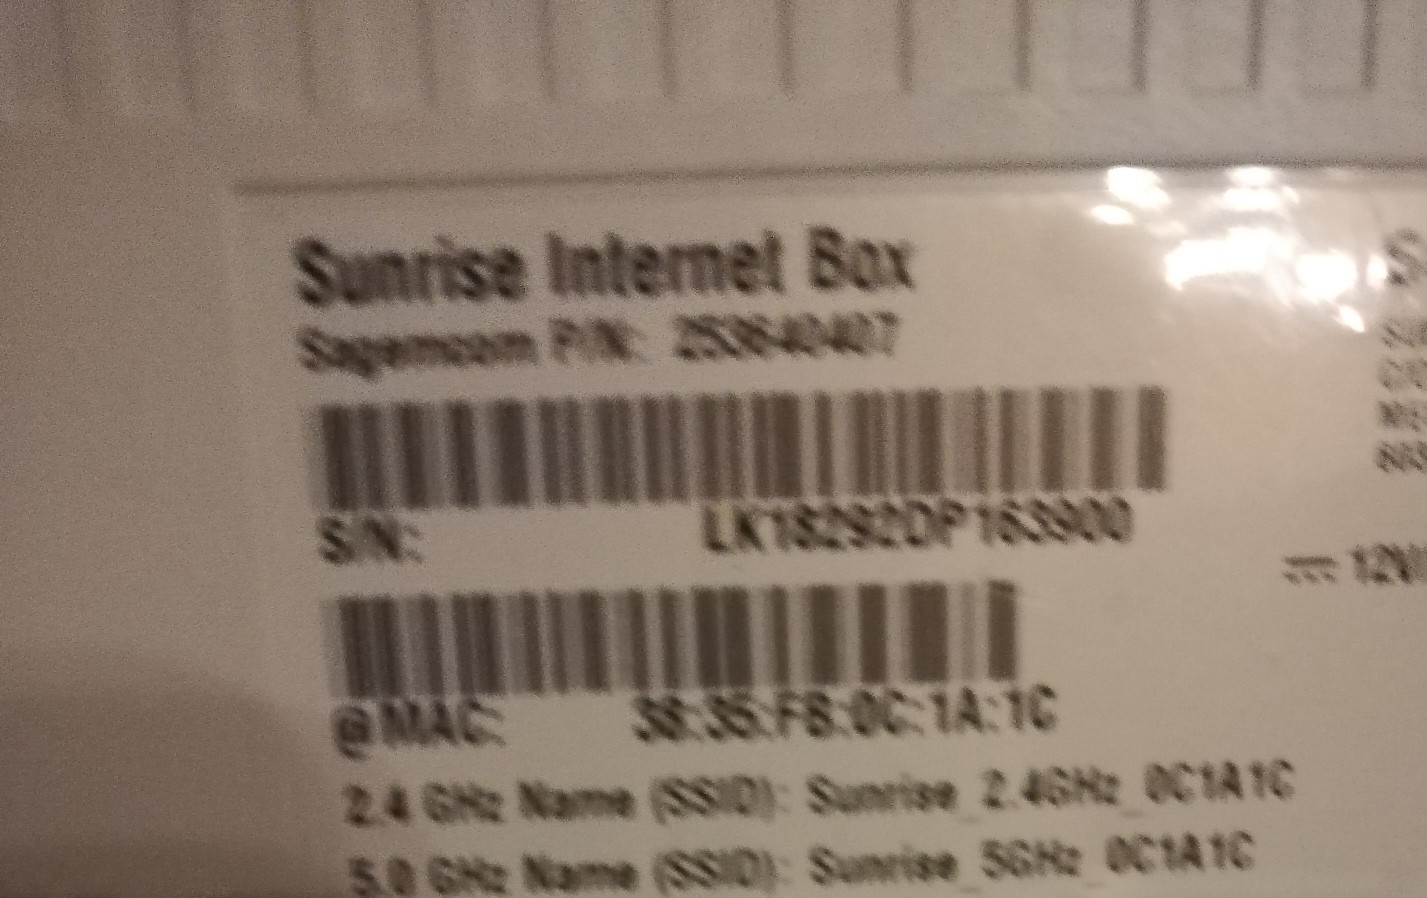 Sunrise Internet Box
Sagemcom P/N: 253640407
S/N: LK18292DP163900
@MAC: 38:35:FB:0C:1A:1C
2.4 GHz Name (SSID): Sunrise_2.4GHz_0C1A1C
5.0 GHz Name (SSID): Sunrise_5GHz_0C1A1C
12V